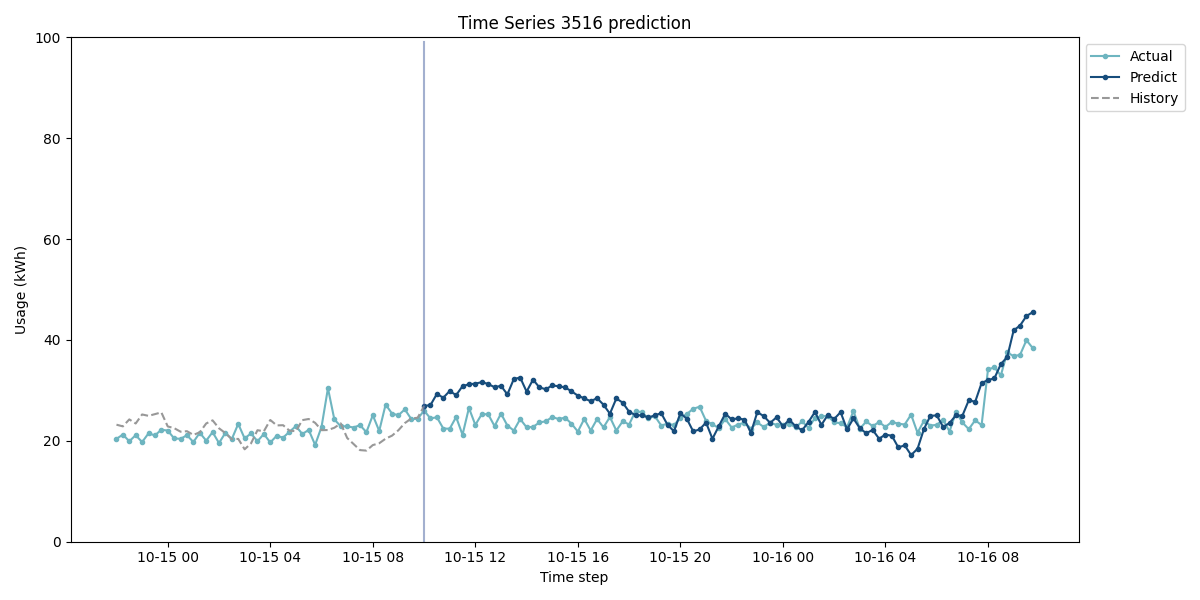 Time Series 3516 prediction
Usage (kWh)
100
80
60
40
20
0
10-15 00
10-15 04
10-15 08
10-15 12
10-15 16
10-15 20
10-16 00
10-16 04
10-16 08
Time step
Actual
Predict
History